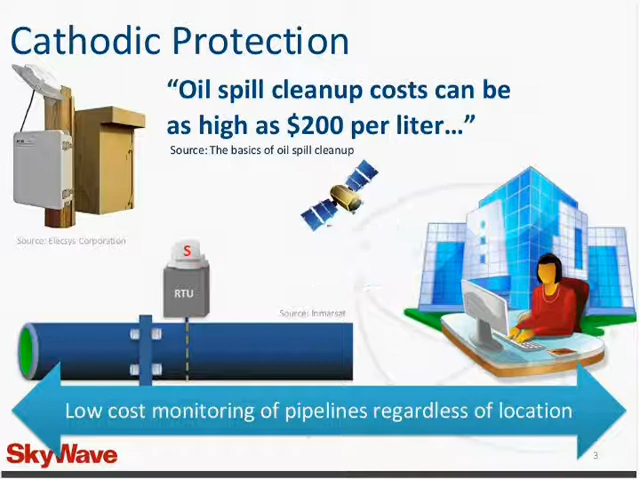 Cathodic Protection
“Oil spill cleanup costs can be
as high as $200 per liter…”
Source: The basics of oil spill cleanup
Source: Elecsys Corporation
S
RTU
Source: Inmarsat
Low cost monitoring of pipelines regardless of location
SkyWave
3